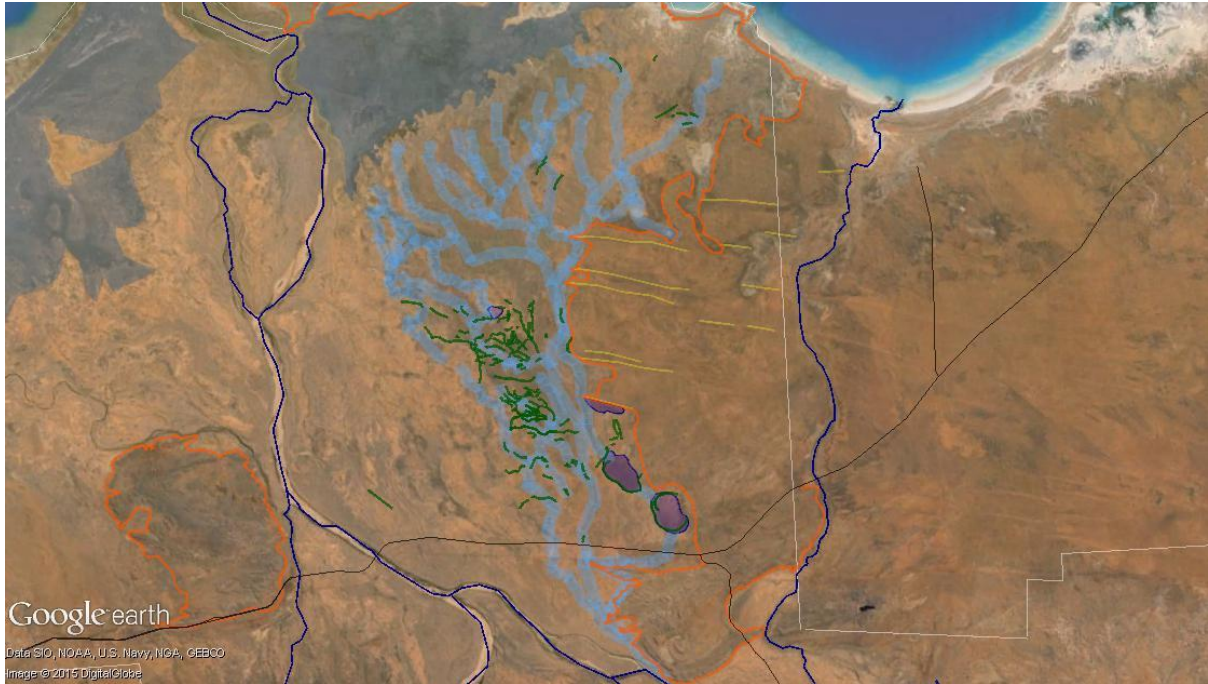 Google earth
Data SIO, NOAA, U.S. Navy, NGA, GEBCO
Image © 2015 DigitalGlobe